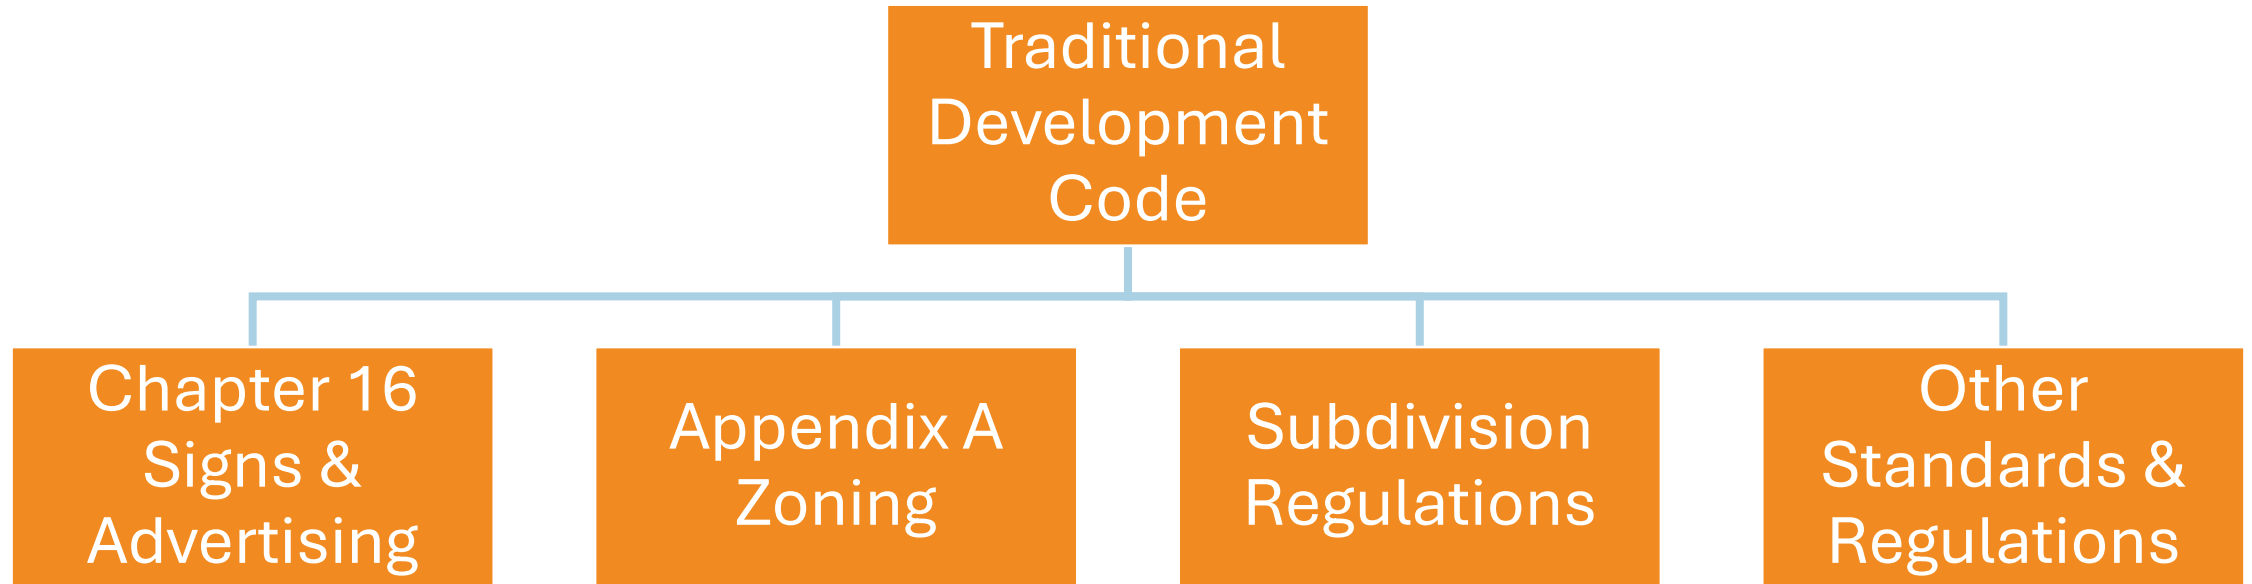 Traditional
Development
Code
Chapter 16
Signs &
Advertising
Appendix A
Zoning
Subdivision
Regulations
Other
Standards &
Regulations